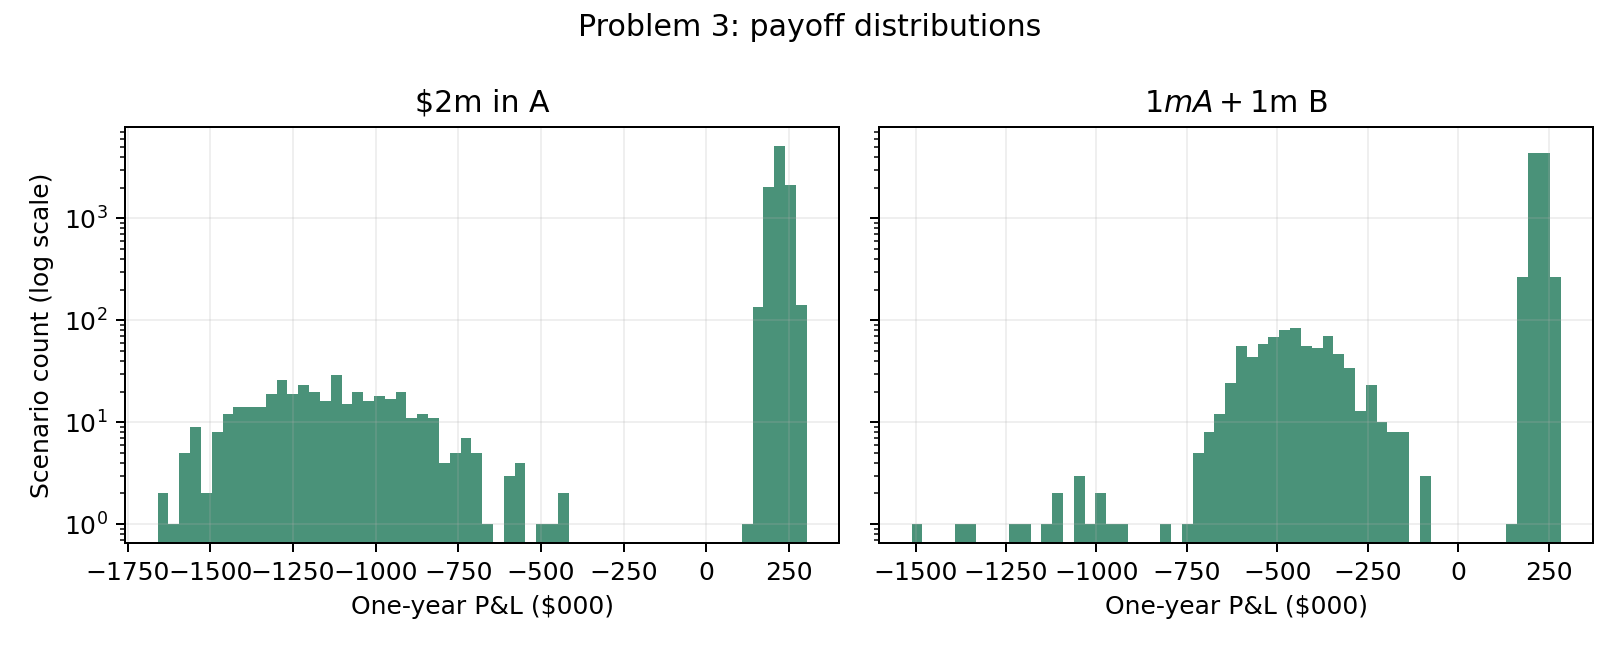 Problem 3: payoff distributions
$2m in A
1mA + 1m B
Scenario count (log scale)
10³
10²
10¹
10⁰
−1750 −1500 −1250 −1000 −750 −500 −250 0 250
−1500 −1250 −1000 −750 −500 −250 0 250
One-year P&L ($000)
One-year P&L ($000)